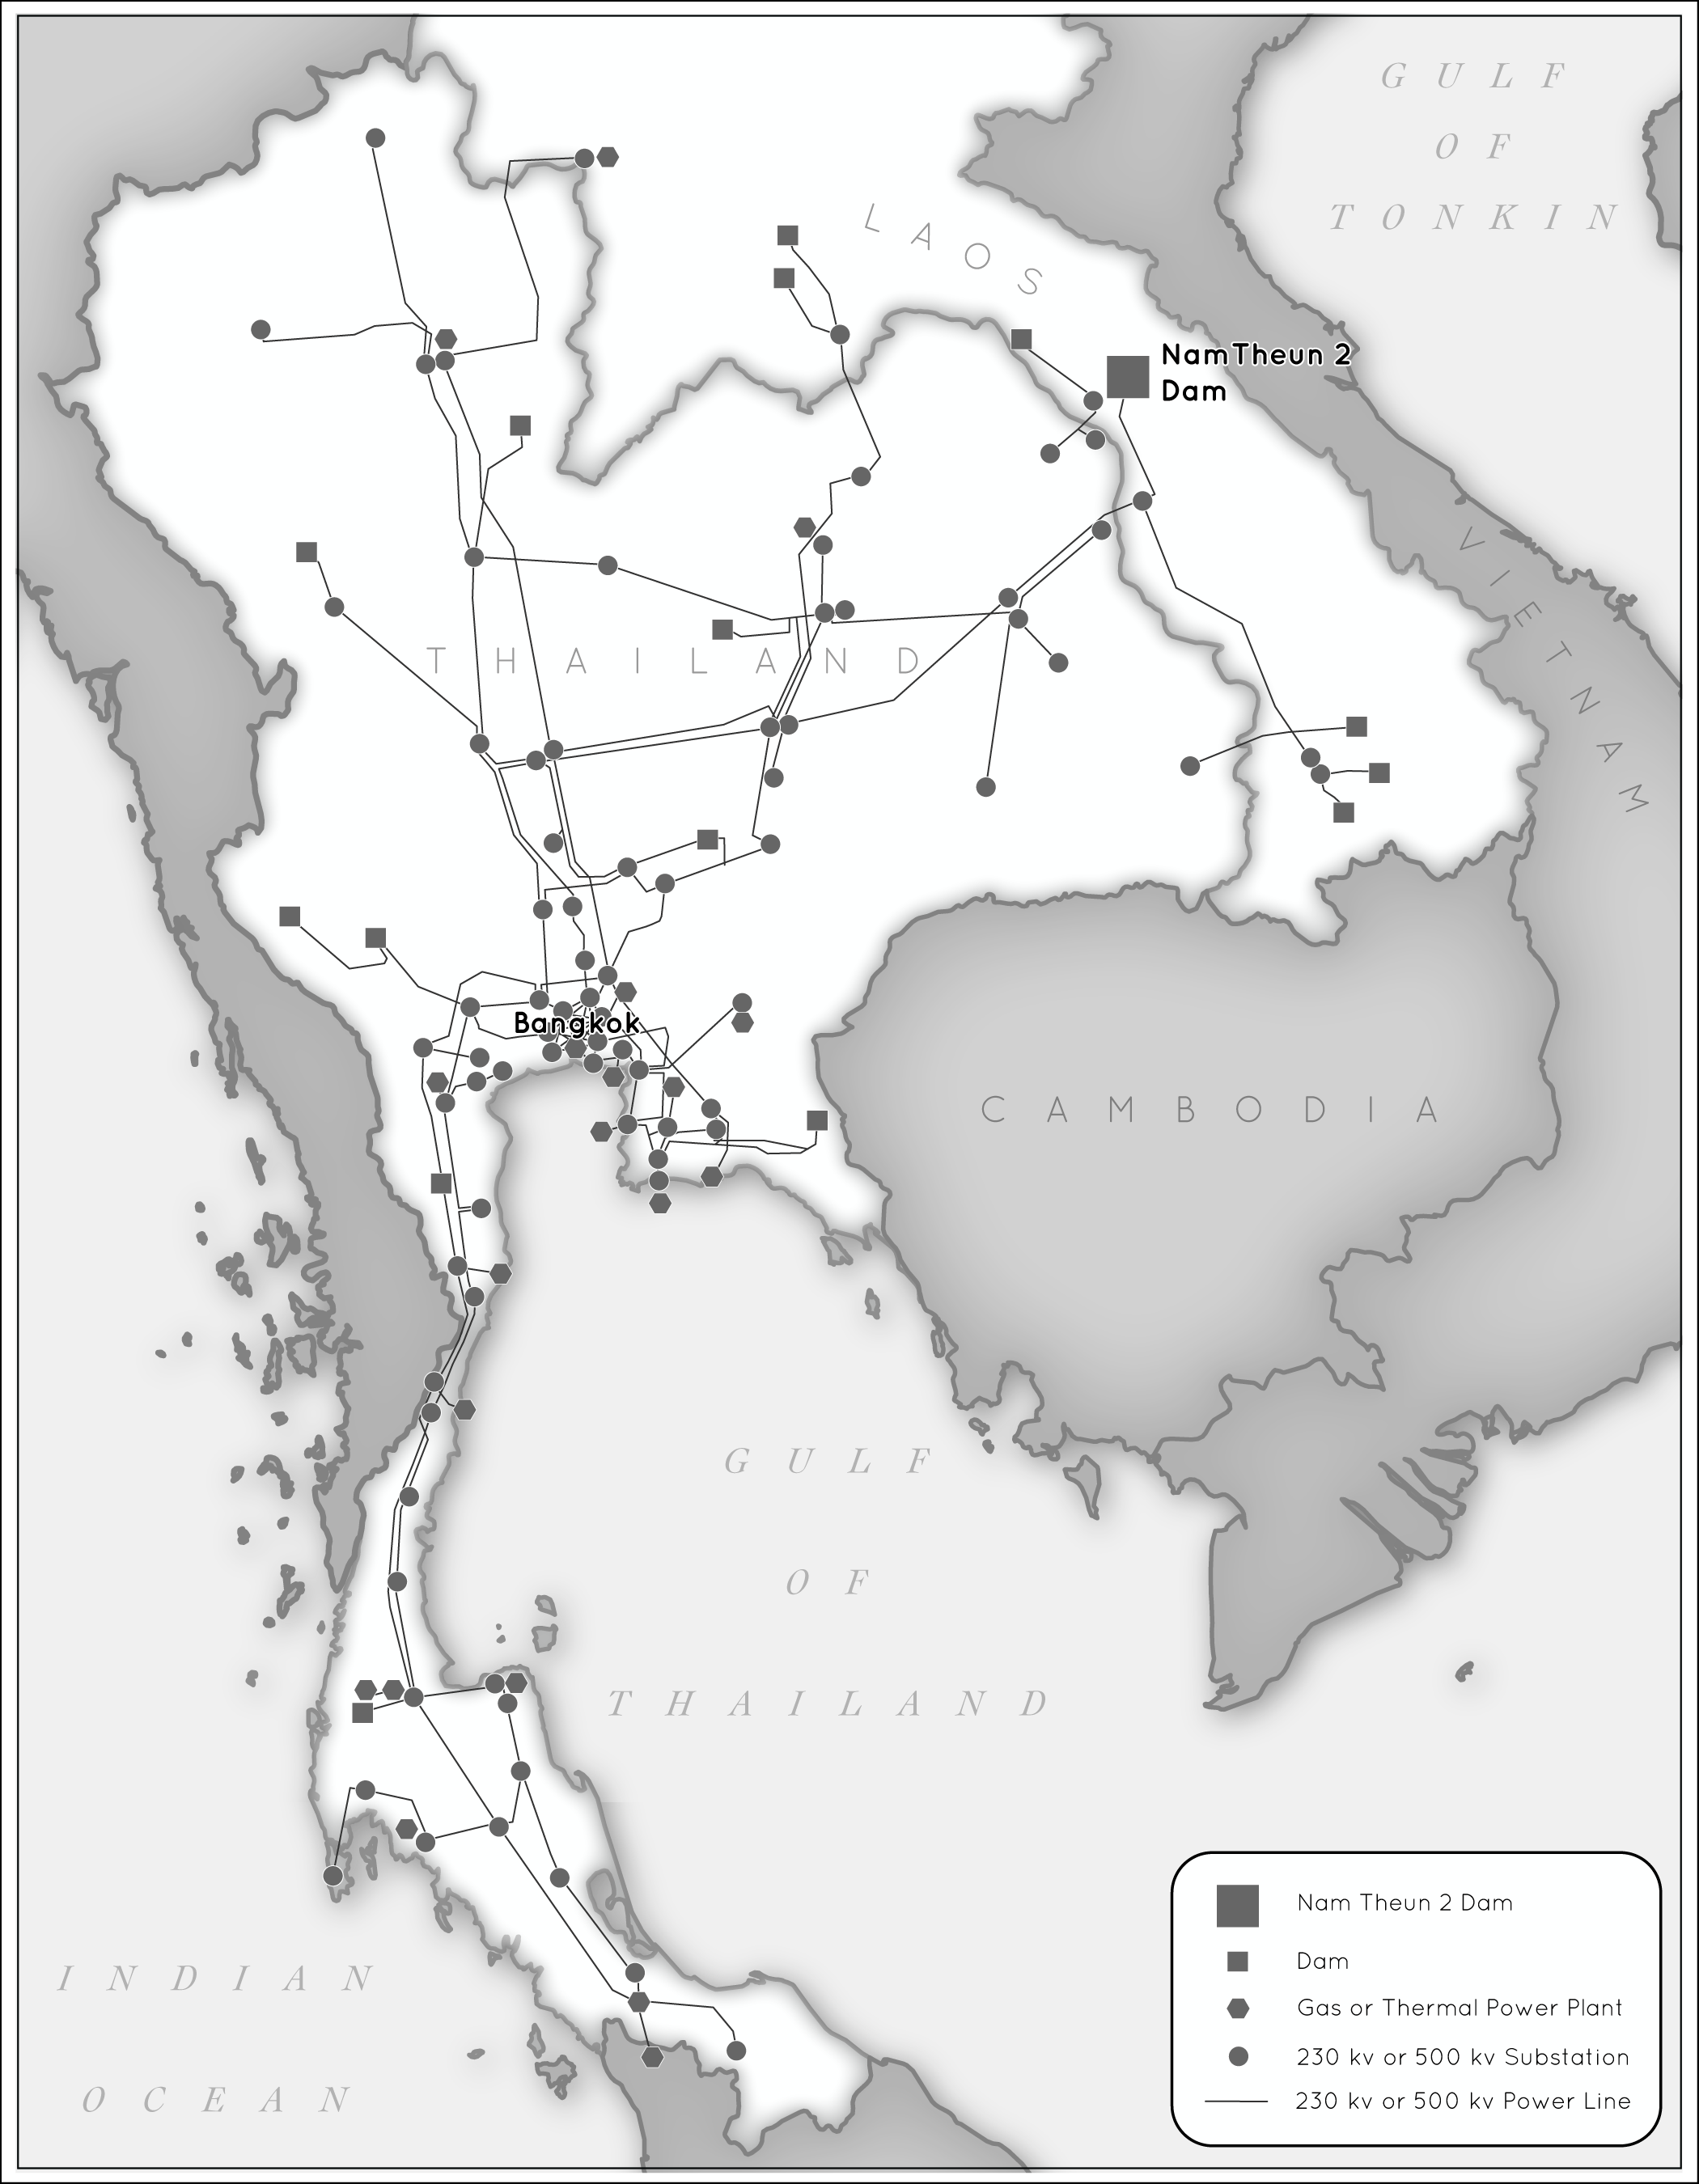 GULF
OF
TONKIN
LAOS
NamTheun 2
Dam
VIETNAM
THAILAND
Bangkok
CAMBODIA
GULF
OF
THAILAND
INDIAN
OCEAN
Nam Theun 2 Dam
Dam
Gas or Thermal Power Plant
230 kv or 500 kv Substation
230 kv or 500 kv Power Line